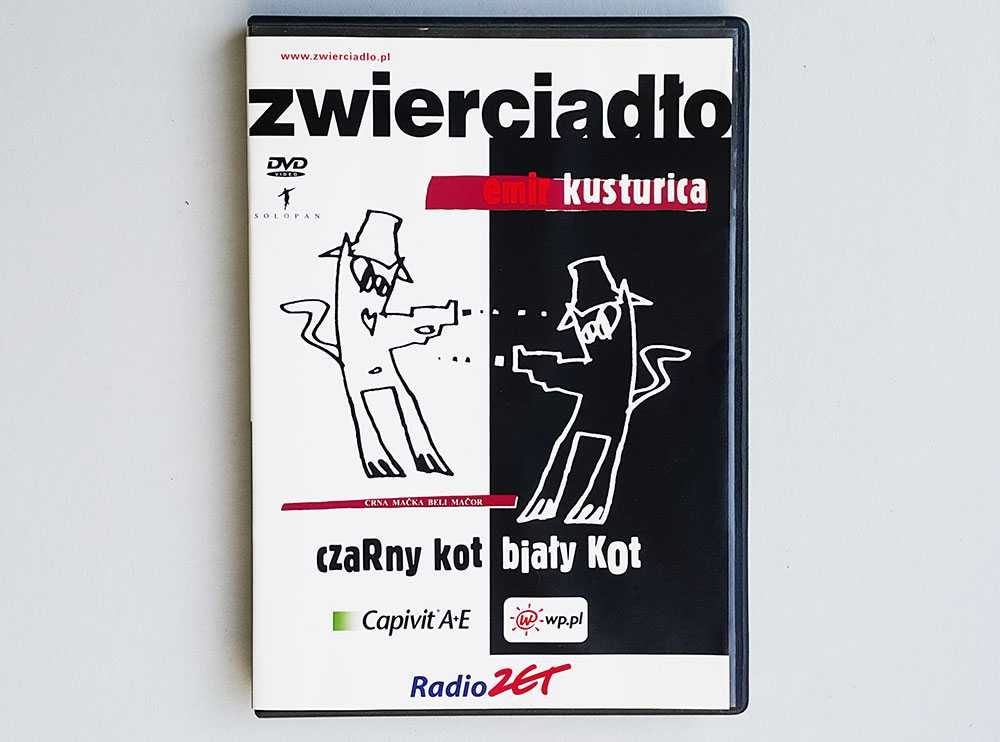 www.zwierciadlo.pl
zwierciadło
DVD
VIDEO
SOLOPAN
emir kusturica
CRNA MAČKA BELI MAČOR
czaRny kot biały Kot
Capivit® A+E
wp.pl
Radio ZET